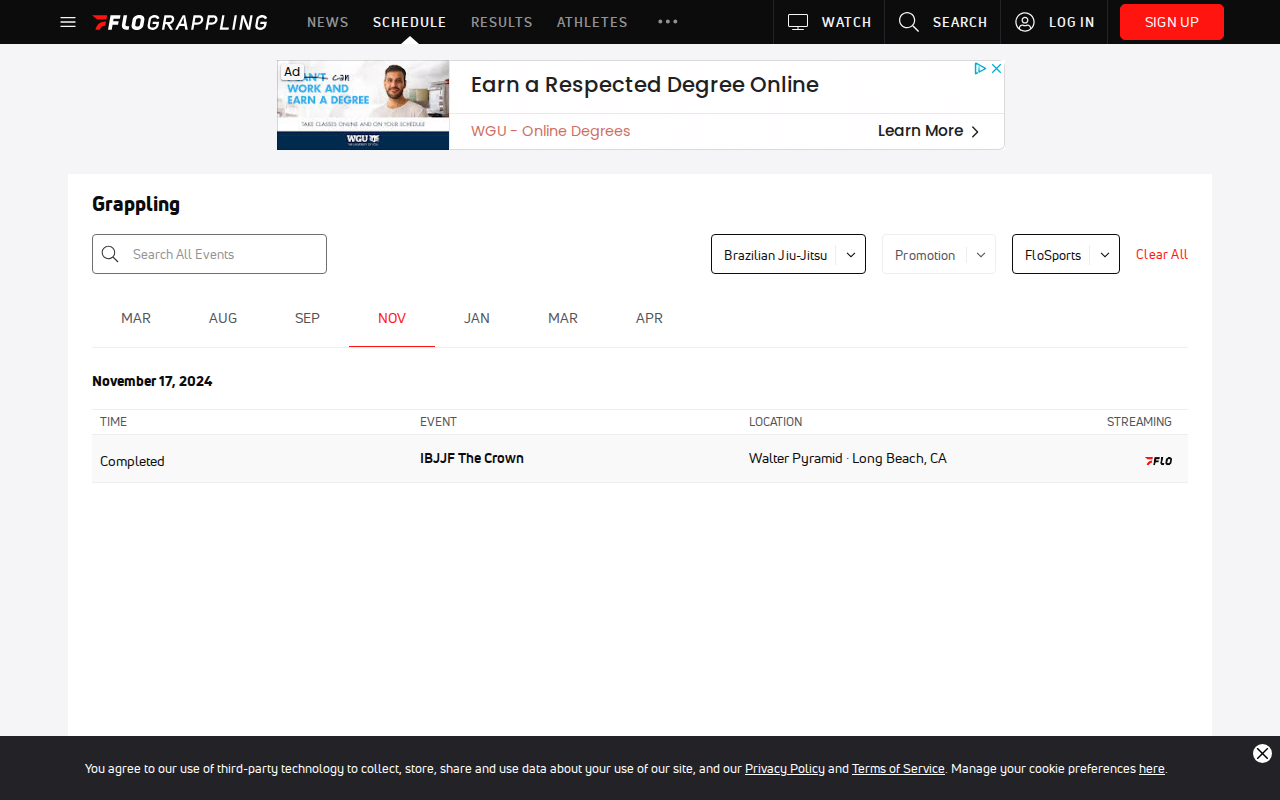 FLOGRAPPLING
NEWS
SCHEDULE
RESULTS
ATHLETES
WATCH
SEARCH
LOG IN
SIGN UP
Ad
CAN'T can
WORK AND
EARN A DEGREE
TAKE CLASSES ONLINE AND ON YOUR SCHEDULE
WGU
Earn a Respected Degree Online
WGU - Online Degrees
Learn More
Grappling
Search All Events
Brazilian Jiu-Jitsu
Promotion
FloSports
Clear All
MAR
AUG
SEP
NOV
JAN
MAR
APR
November 17, 2024
TIME
EVENT
LOCATION
STREAMING
Completed
IBJJF The Crown
Walter Pyramid · Long Beach, CA
FLO
You agree to our use of third-party technology to collect, store, share and use data about your use of our site, and our Privacy Policy and Terms of Service. Manage your cookie preferences here.